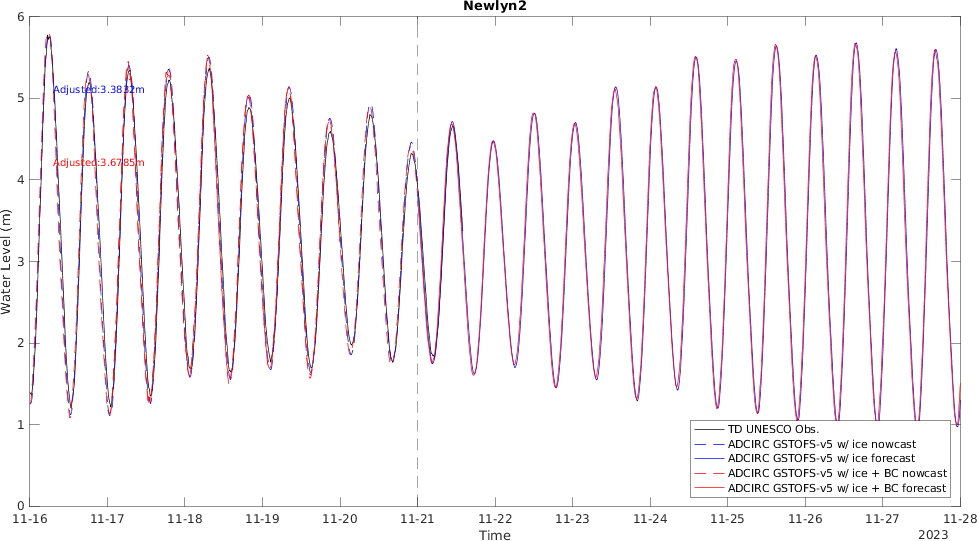 Newlyn2
6
5
4
3
2
1
0
Water Level (m)
Adjusted:3.3832m
Adjusted:3.6785m
TD UNESCO Obs.
ADCIRC GSTOFS-v5 w/ ice nowcast
ADCIRC GSTOFS-v5 w/ ice forecast
ADCIRC GSTOFS-v5 w/ ice + BC nowcast
ADCIRC GSTOFS-v5 w/ ice + BC forecast
11-16 11-17 11-18 11-19 11-20 11-21 11-22 11-23 11-24 11-25 11-26 11-27 11-28
Time
2023